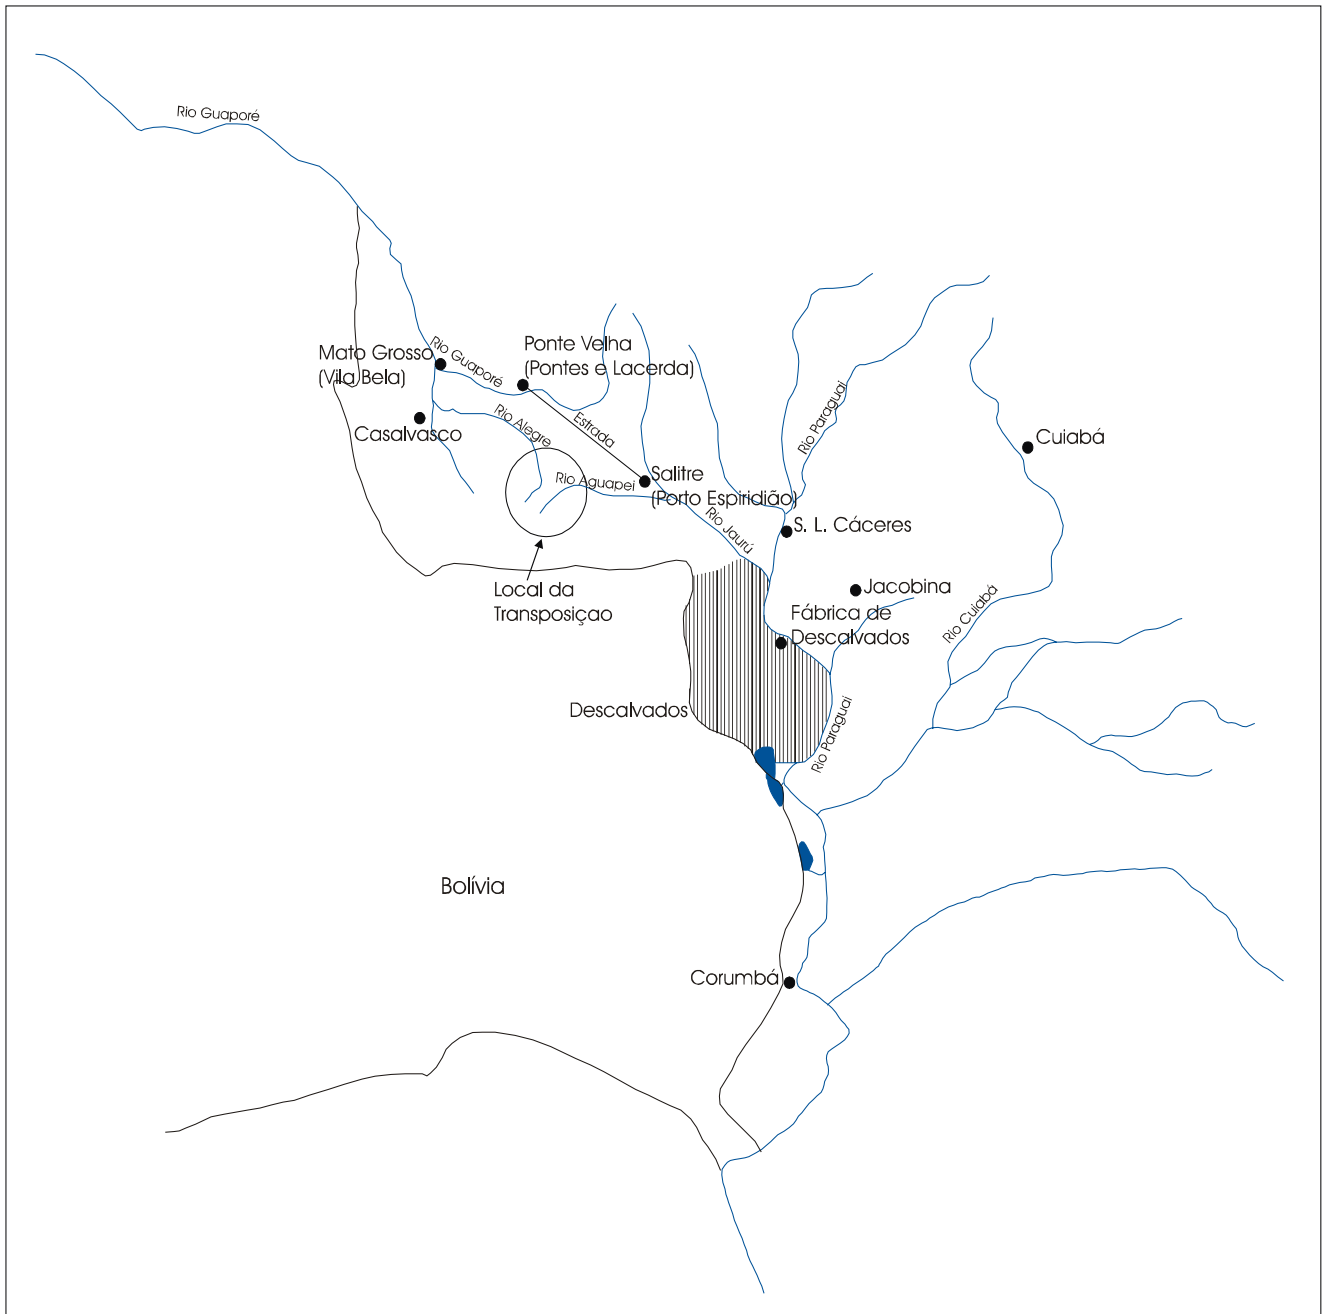 Rio Guaporé
Mato Grosso
(Vila Bela)
Rio Guaporé
Ponte Velha
(Pontes e Lacerda)
Casalvasco
Rio Alegre
Estrada
Rio Aguapei
Salitre
(Porto Espiridião)
Rio Paraguai
Cuiabá
Rio Jaurú
S. L. Cáceres
Local da
Transposiçao
Jacobina
Fábrica de
Descalvados
Rio Cuiabá
Descalvados
Rio Paraguai
Bolívia
Corumbá